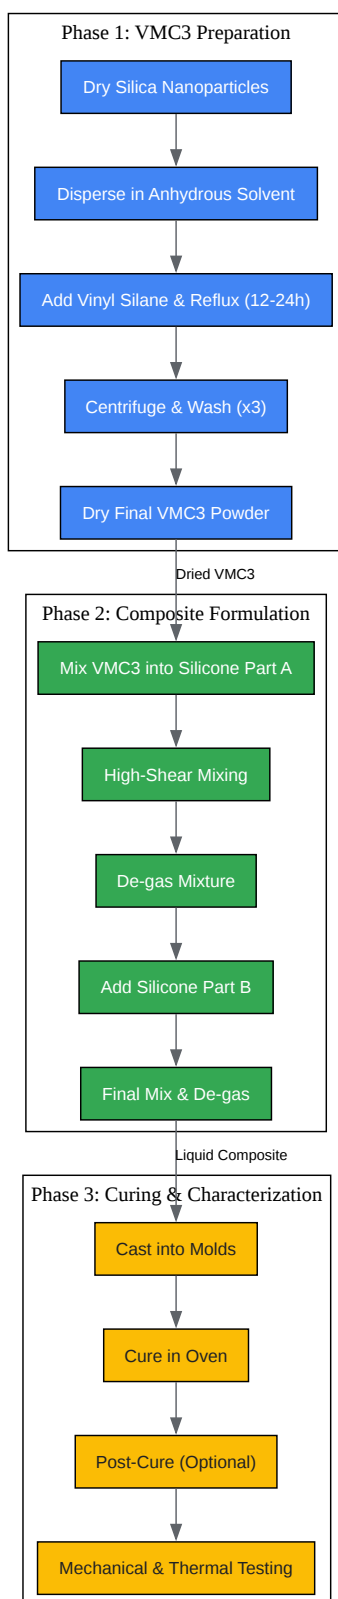 Phase 1: VMC3 Preparation
Dry Silica Nanoparticles
Disperse in Anhydrous Solvent
Add Vinyl Silane & Reflux (12-24h)
Centrifuge & Wash (x3)
Dry Final VMC3 Powder
Dried VMC3
Phase 2: Composite Formulation
Mix VMC3 into Silicone Part A
High-Shear Mixing
De-gas Mixture
Add Silicone Part B
Final Mix & De-gas
Liquid Composite
Phase 3: Curing & Characterization
Cast into Molds
Cure in Oven
Post-Cure (Optional)
Mechanical & Thermal Testing